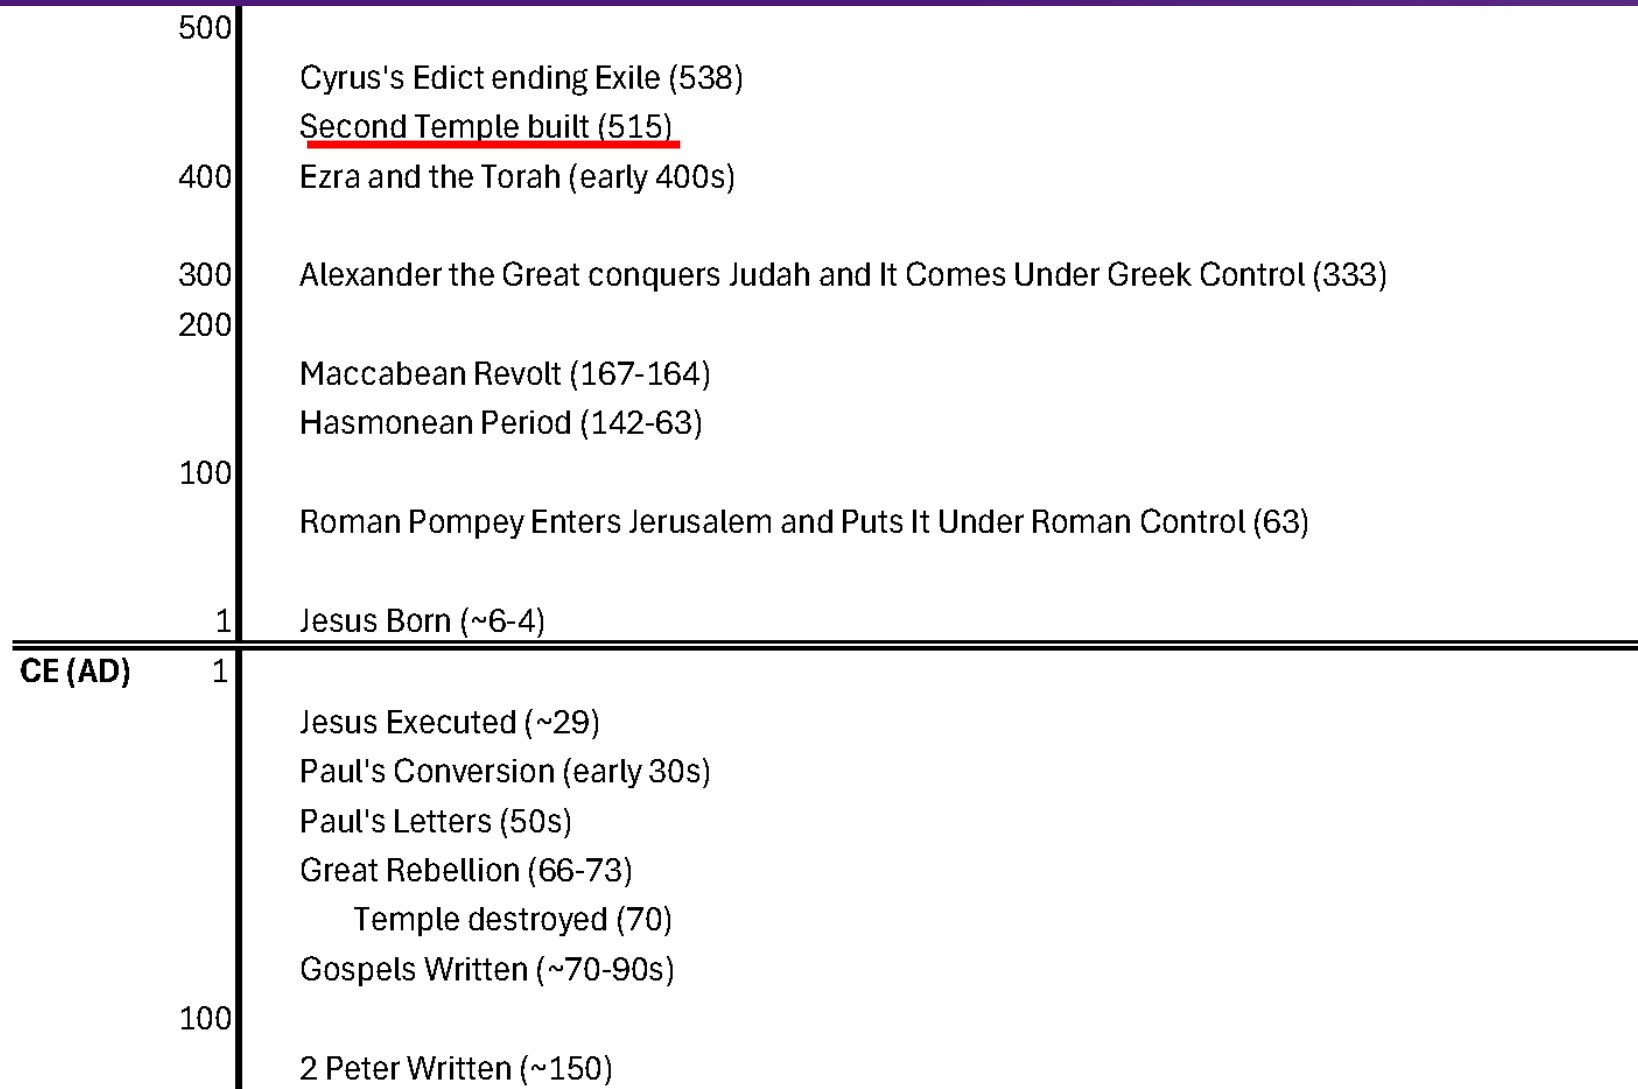 500
Cyrus's Edict ending Exile (538)
Second Temple built (515)
400 Ezra and the Torah (early 400s)
300 Alexander the Great conquers Judah and It Comes Under Greek Control (333)
200
Maccabean Revolt (167-164)
Hasmonean Period (142-63)
100
Roman Pompey Enters Jerusalem and Puts It Under Roman Control (63)
1 Jesus Born (~6-4)
CE (AD) 1
Jesus Executed (~29)
Paul's Conversion (early 30s)
Paul's Letters (50s)
Great Rebellion (66-73)
Temple destroyed (70)
Gospels Written (~70-90s)
100
2 Peter Written (~150)